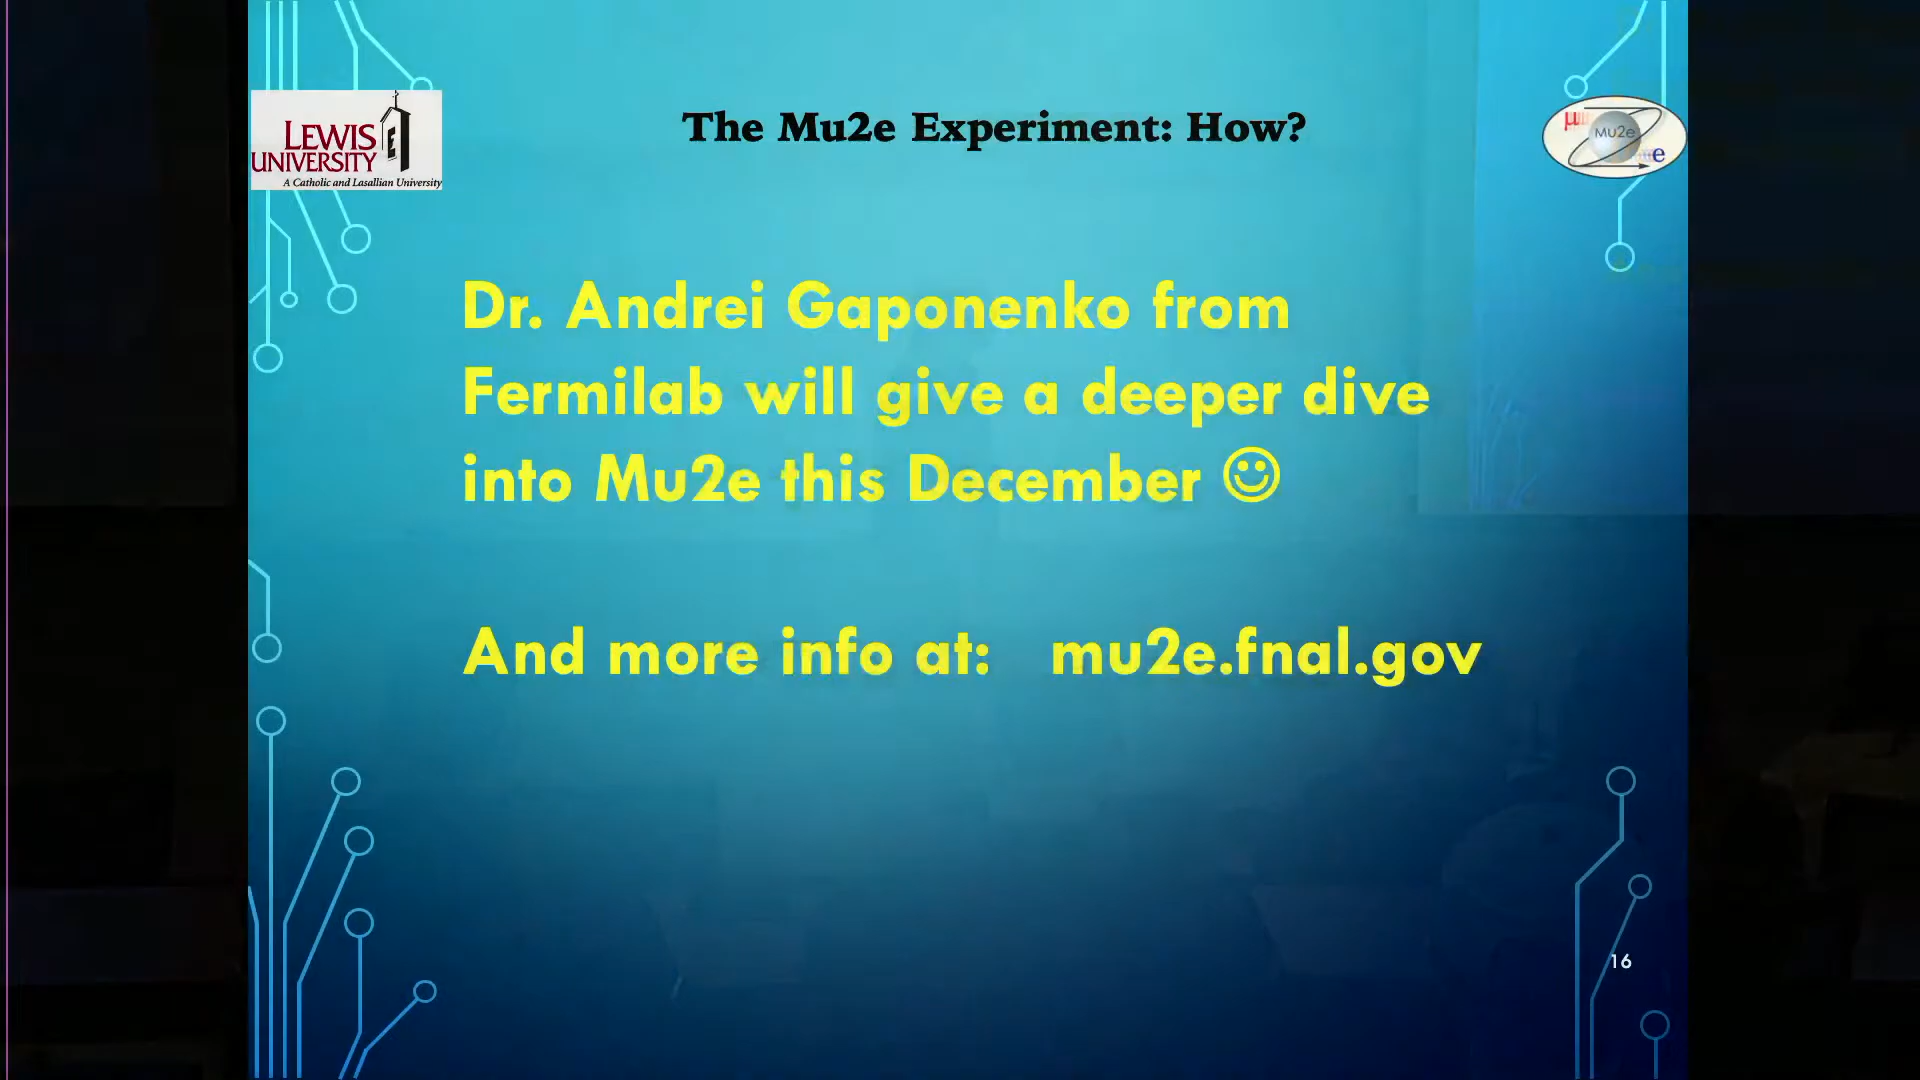 The Mu2e Experiment: How?
LEWIS
UNIVERSITY
A Catholic and Lasallian University
Mu2e
e
Dr. Andrei Gaponenko from
Fermilab will give a deeper dive
into Mu2e this December ☺
And more info at: mu2e.fnal.gov
16